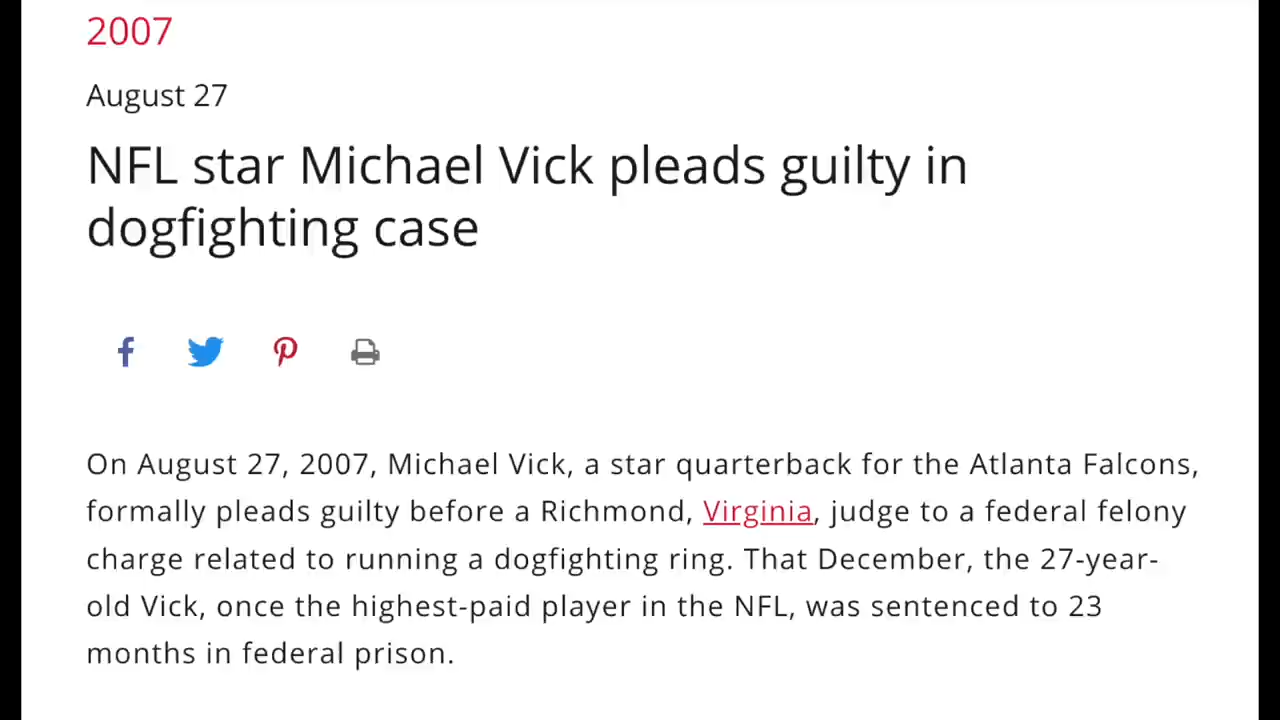 2007
August 27
NFL star Michael Vick pleads guilty in
dogfighting case
On August 27, 2007, Michael Vick, a star quarterback for the Atlanta Falcons,
formally pleads guilty before a Richmond, Virginia, judge to a federal felony
charge related to running a dogfighting ring. That December, the 27-year-
old Vick, once the highest-paid player in the NFL, was sentenced to 23
months in federal prison.